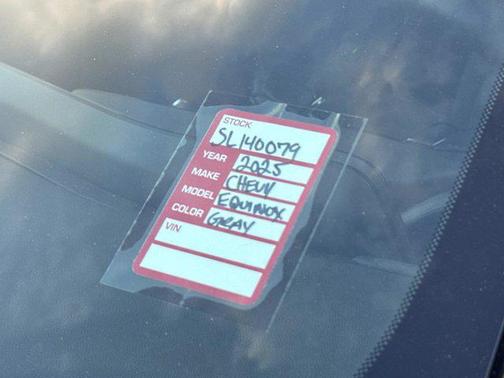 STOCK
SL140079
YEAR 2025
MAKE CHEVY
MODEL EQUINOX
COLOR GRAY
VIN